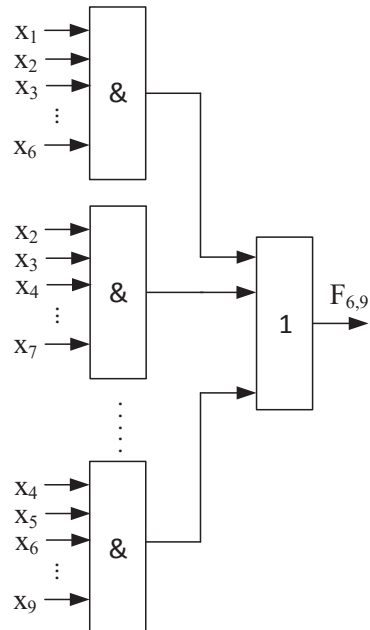 x₁
x₂
x₃
...
x₆
&
x₂
x₃
x₄
...
x₇
&
1
F₆,₉
......
x₄
x₅
x₆
...
x₉
&